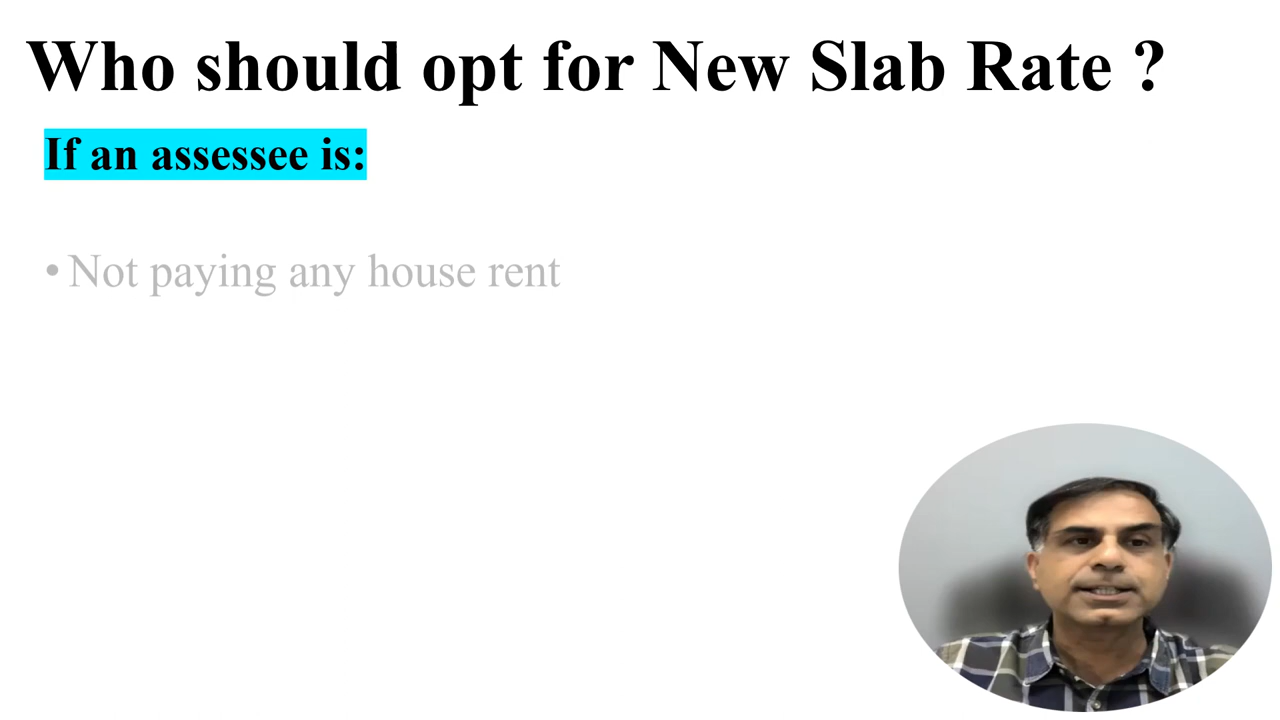 Who should opt for New Slab Rate ?
If an assessee is:
• Not paying any house rent